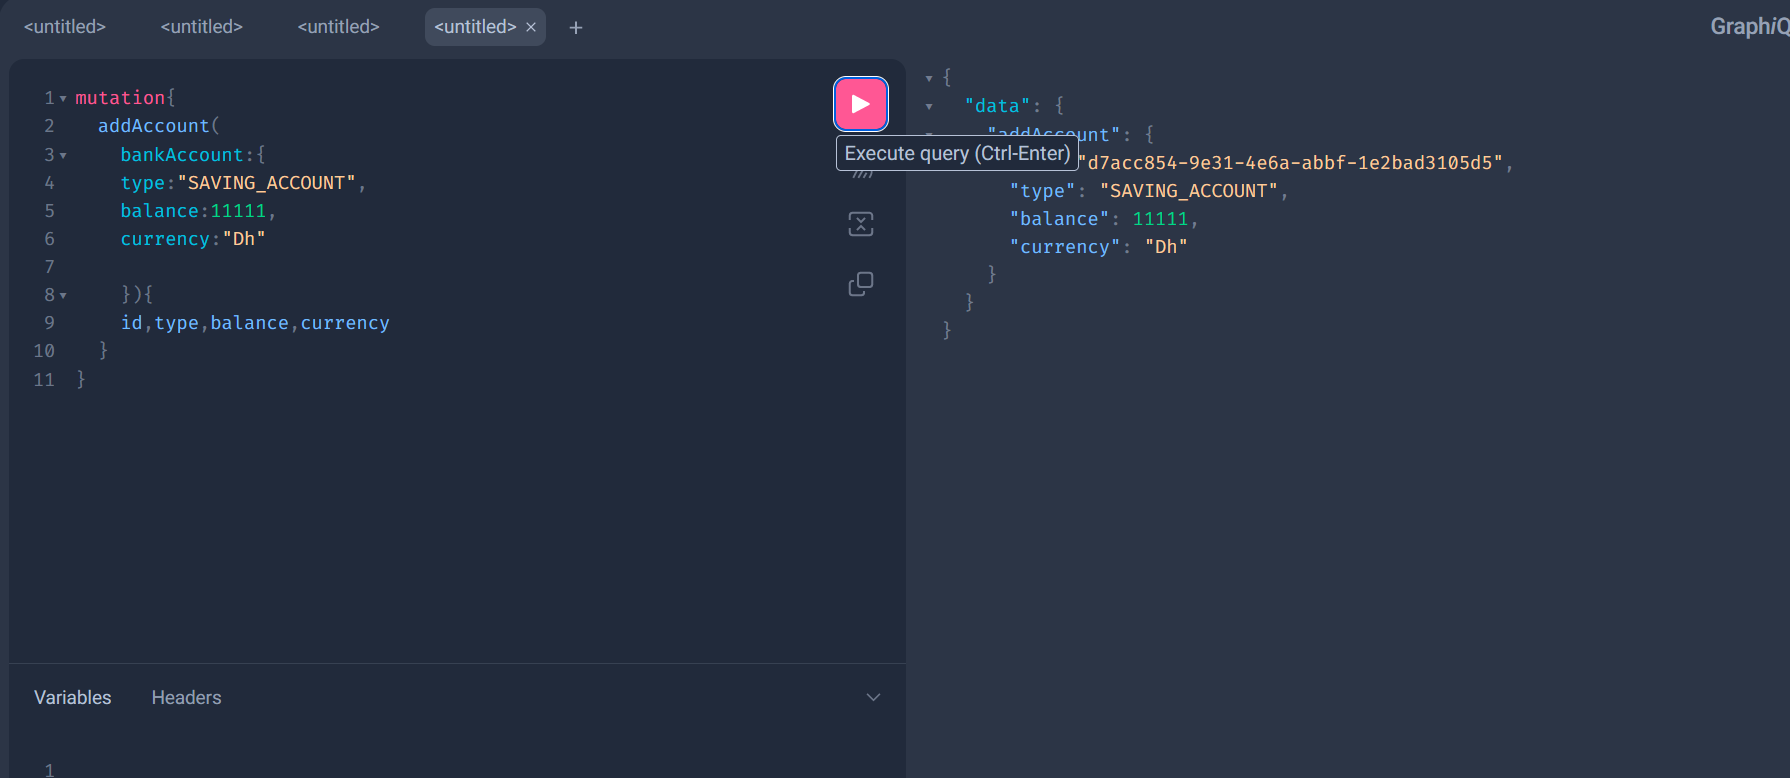 <untitled> <untitled> <untitled> <untitled> × +
GraphiQ
1 mutation{
2 addAccount(
3 bankAccount:{
4 type:"SAVING_ACCOUNT",
5 balance:11111,
6 currency:"Dh"
7
8 }){
9 id,type,balance,currency
10 }
11 }
Execute query (Ctrl-Enter)
{
"data": {
"addAccount": {
"d7acc854-9e31-4e6a-abbf-1e2bad3105d5",
"type": "SAVING_ACCOUNT",
"balance": 11111,
"currency": "Dh"
}
}
}
Variables Headers
1